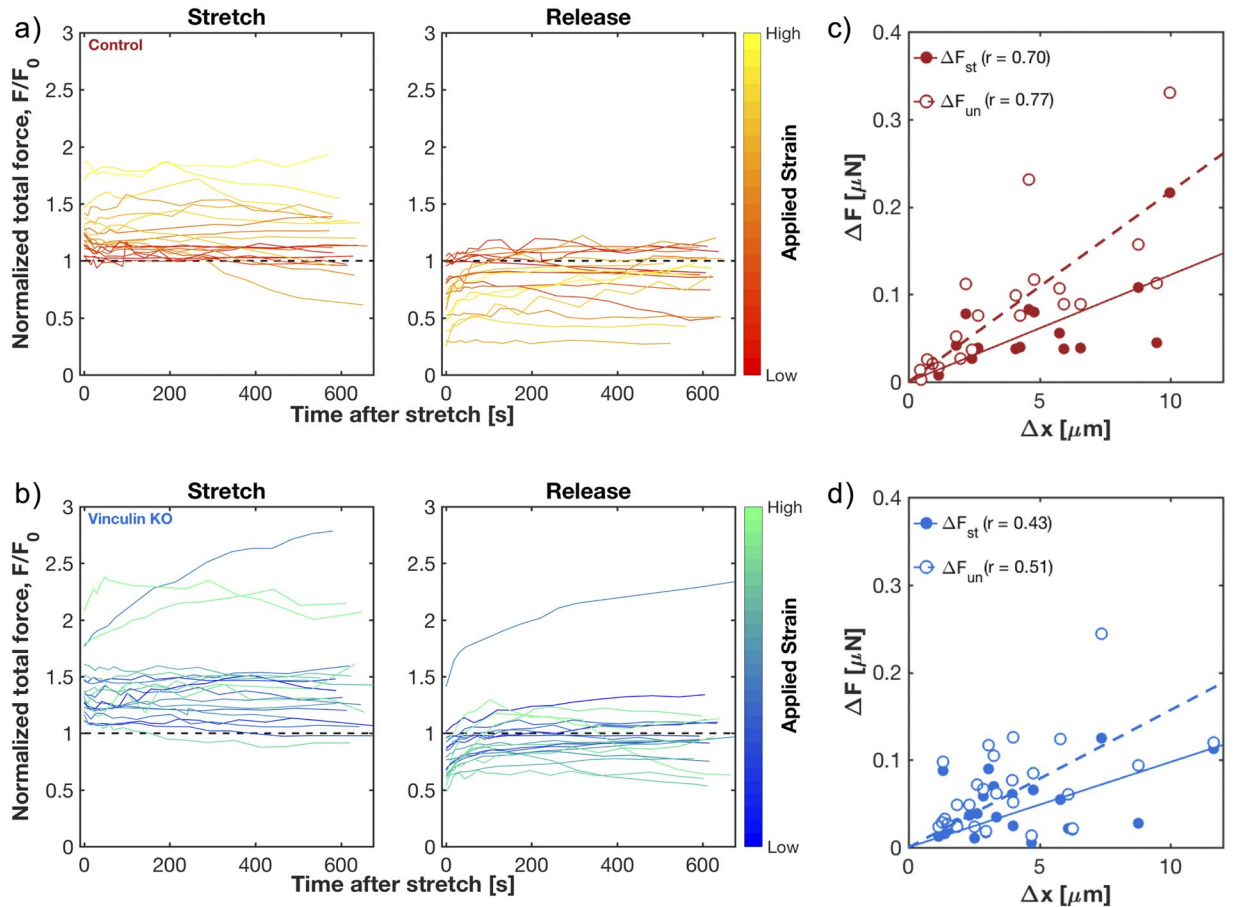 a)
Stretch
Release
Control
Normalized total force, F/F0
3
2.5
2
1.5
1
0.5
0
0 200 400 600
3
2.5
2
1.5
1
0.5
0
0 200 400 600
Time after stretch [s]
High
Applied Strain
Low
c)
ΔFst (r = 0.70)
ΔFun (r = 0.77)
ΔF [μN]
0.4
0.3
0.2
0.1
0
0 5 10
Δx [μm]
b)
Stretch
Release
Vinculin KO
Normalized total force, F/F0
3
2.5
2
1.5
1
0.5
0
0 200 400 600
3
2.5
2
1.5
1
0.5
0
0 200 400 600
Time after stretch [s]
High
Applied Strain
Low
d)
ΔFst (r = 0.43)
ΔFun (r = 0.51)
ΔF [μN]
0.4
0.3
0.2
0.1
0
0 5 10
Δx [μm]